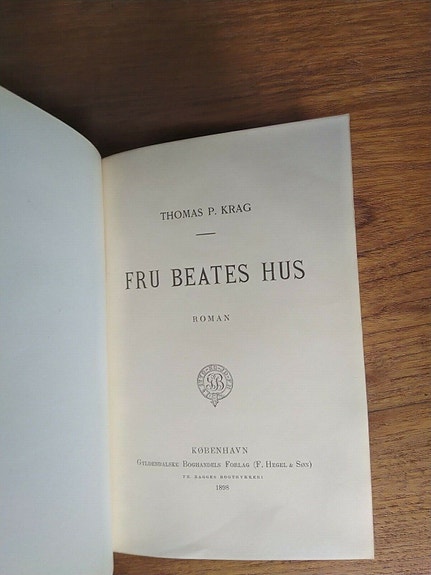 THOMAS P. KRAG
FRU BEATES HUS
ROMAN
KØBENHAVN
GYLDENDALSKE BOGHANDELS FORLAG (F. HEGEL & SØN)
1898